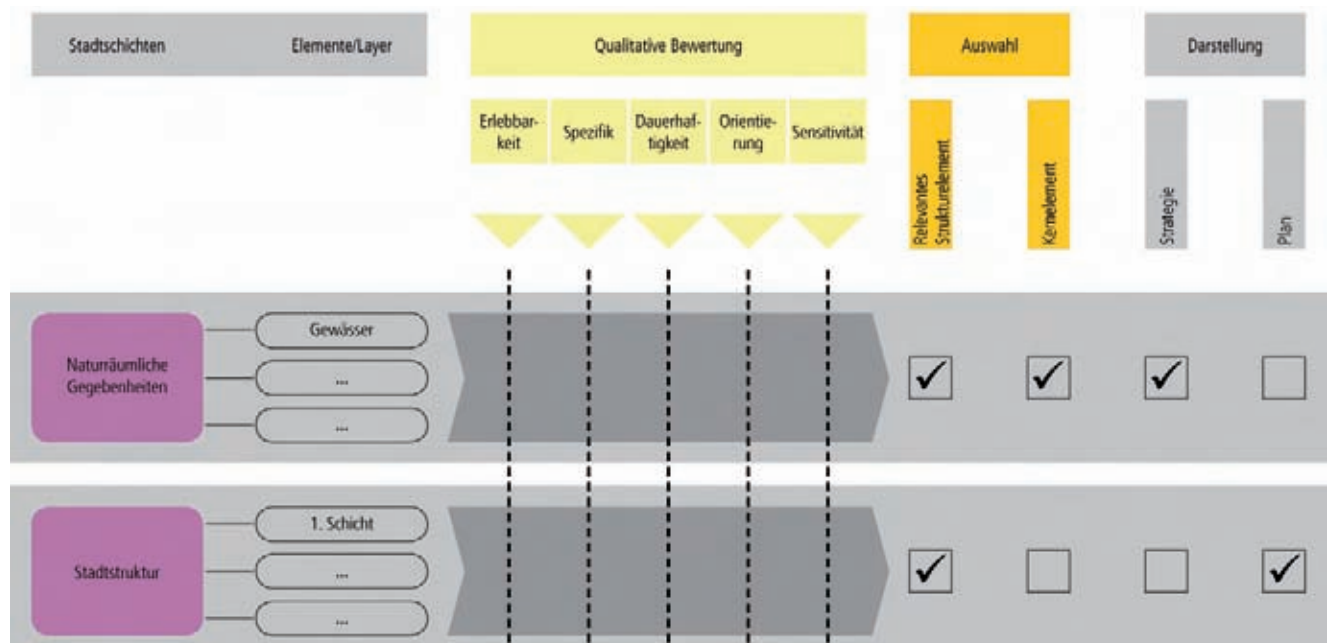 Stadtschichten
Elemente/Layer
Qualitative Bewertung
Auswahl
Darstellung
Erlebbar-
keit
Spezifik
Dauerhaf-
tigkeit
Orientie-
rung
Sensitivität
Relevantes
Strukturelement
Kernelement
Strategie
Plan
Naturräumliche
Gegebenheiten
Gewässer
...
...
Stadtstruktur
1. Schicht
...
...